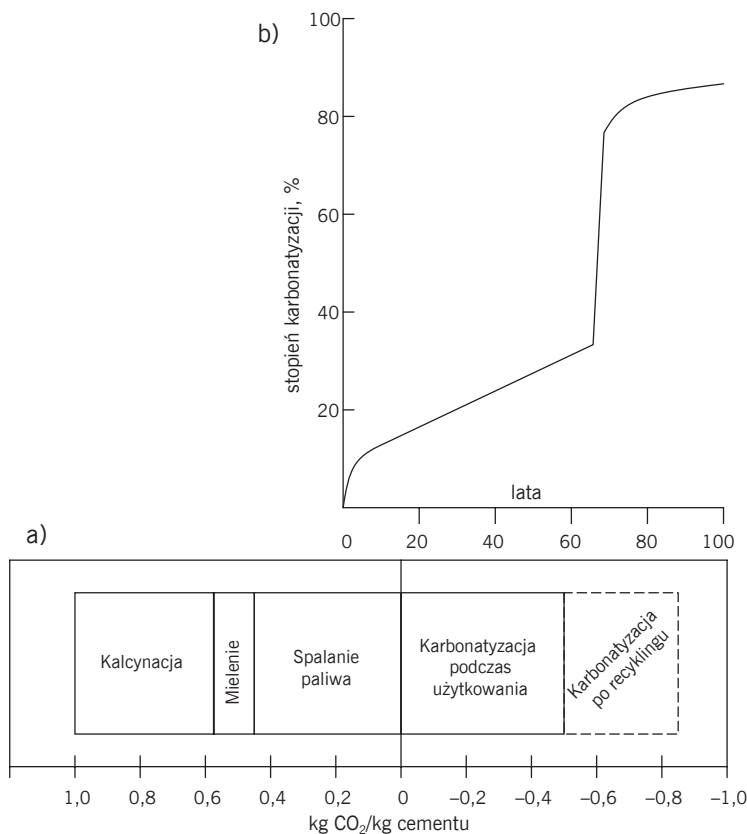 b)
100
80
60
40
20
stopień karbonatyzacji, %
lata
0 20 40 60 80 100
a)
Kalcynacja
Mielenie
Spalanie
paliwa
Karbonatyzacja
podczas
użytkowania
Karbonatyzacja
po recyklingu
1,0 0,8 0,6 0,4 0,2 0 –0,2 –0,4 –0,6 –0,8 –1,0
kg CO₂/kg cementu